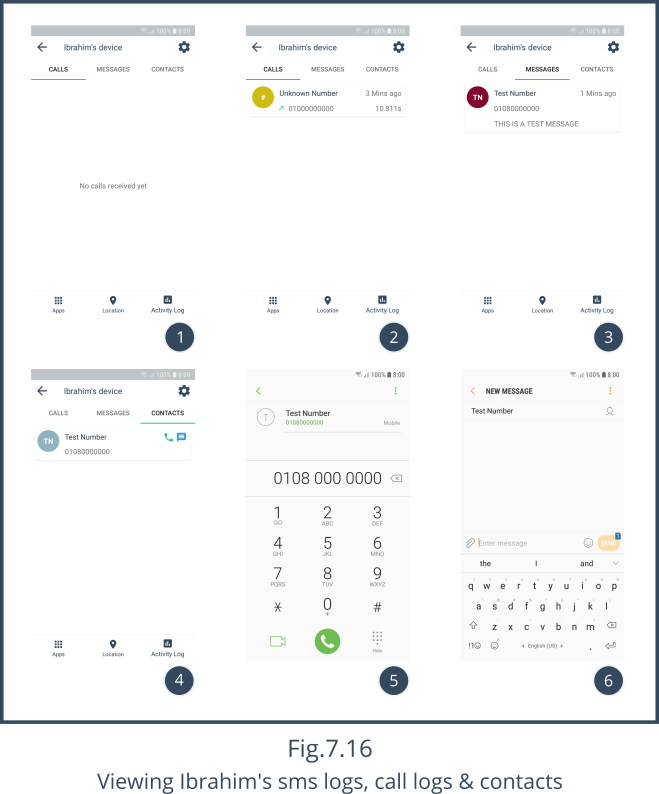 100% 8:00
Ibrahim's device
CALLS MESSAGES CONTACTS
No calls received yet
Apps Location Activity Log
1
100% 8:00
Ibrahim's device
CALLS MESSAGES CONTACTS
# Unknown Number 3 Mins ago
01000000000 10.811s
Apps Location Activity Log
2
100% 8:00
Ibrahim's device
CALLS MESSAGES CONTACTS
TN Test Number 1 Mins ago
01080000000
THIS IS A TEST MESSAGE
Apps Location Activity Log
3
100% 8:00
Ibrahim's device
CALLS MESSAGES CONTACTS
TN Test Number
01080000000
Apps Location Activity Log
4
100% 8:00
T Test Number
01080000000 Mobile
0108 000 0000
1 2 3
ABC DEF
4 5 6
GHI JKL MNO
7 8 9
PQRS TUV WXYZ
* 0 #
+
Hide
5
100% 8:00
NEW MESSAGE
Test Number
1
Enter message SEND
the I and
q w e r t y u i o p
a s d f g h j k l
z x c v b n m
!1☺ English (US) .
6
Fig.7.16
Viewing Ibrahim's sms logs, call logs & contacts